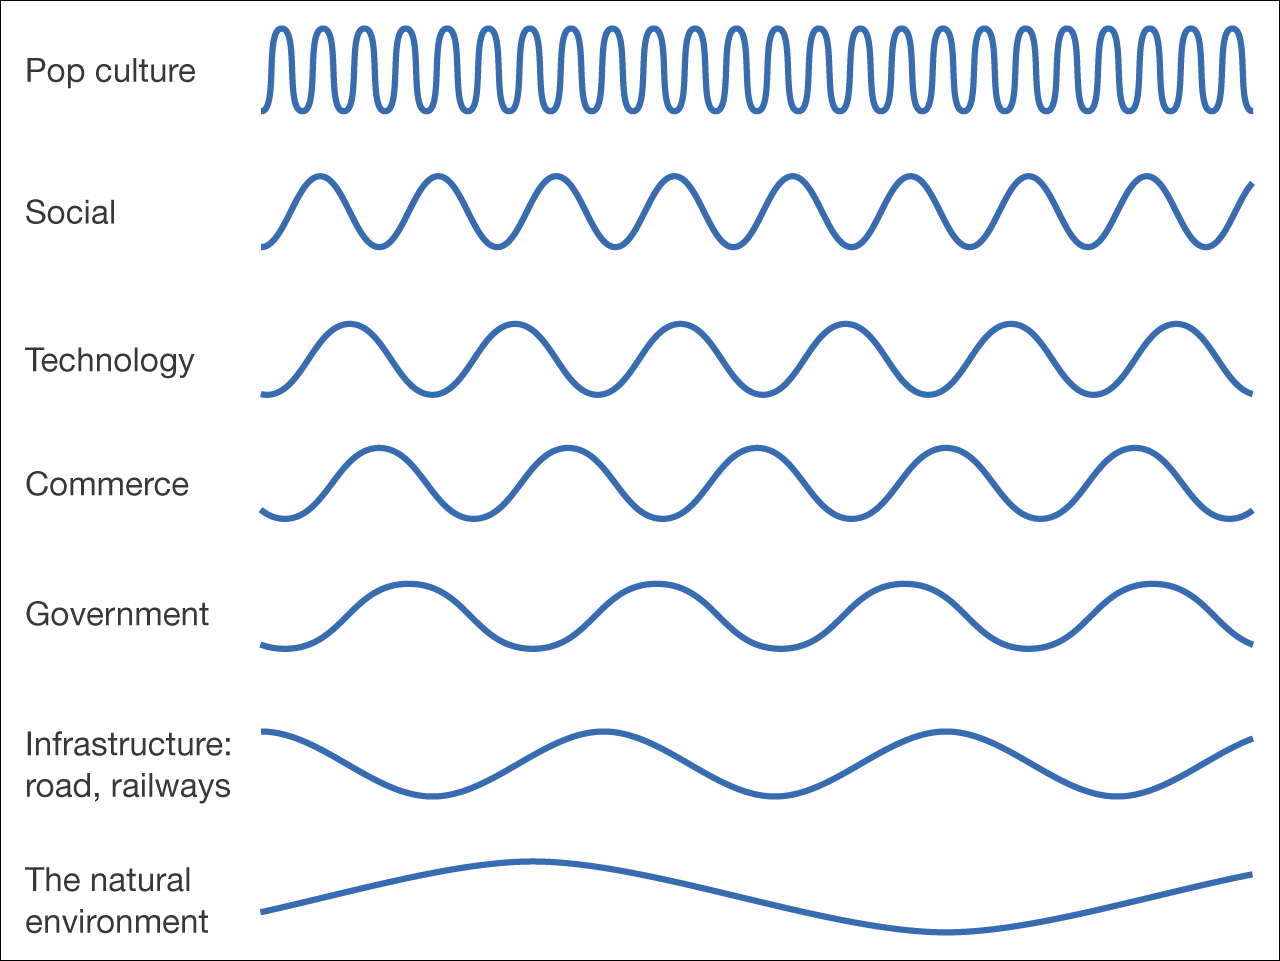 Pop culture
Social
Technology
Commerce
Government
Infrastructure:
road, railways
The natural
environment